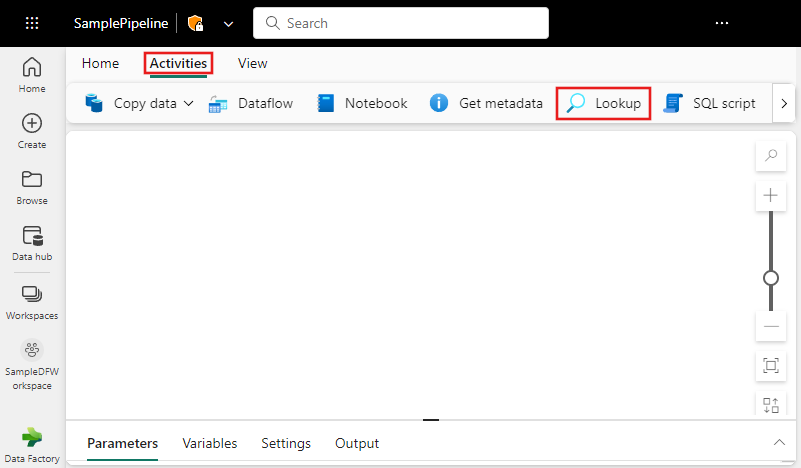 SamplePipeline
Search
Home Activities View
Copy data Dataflow Notebook Get metadata Lookup SQL script
Home
Create
Browse
Data hub
Workspaces
SampleDFW
orkspace
Data Factory
Parameters Variables Settings Output